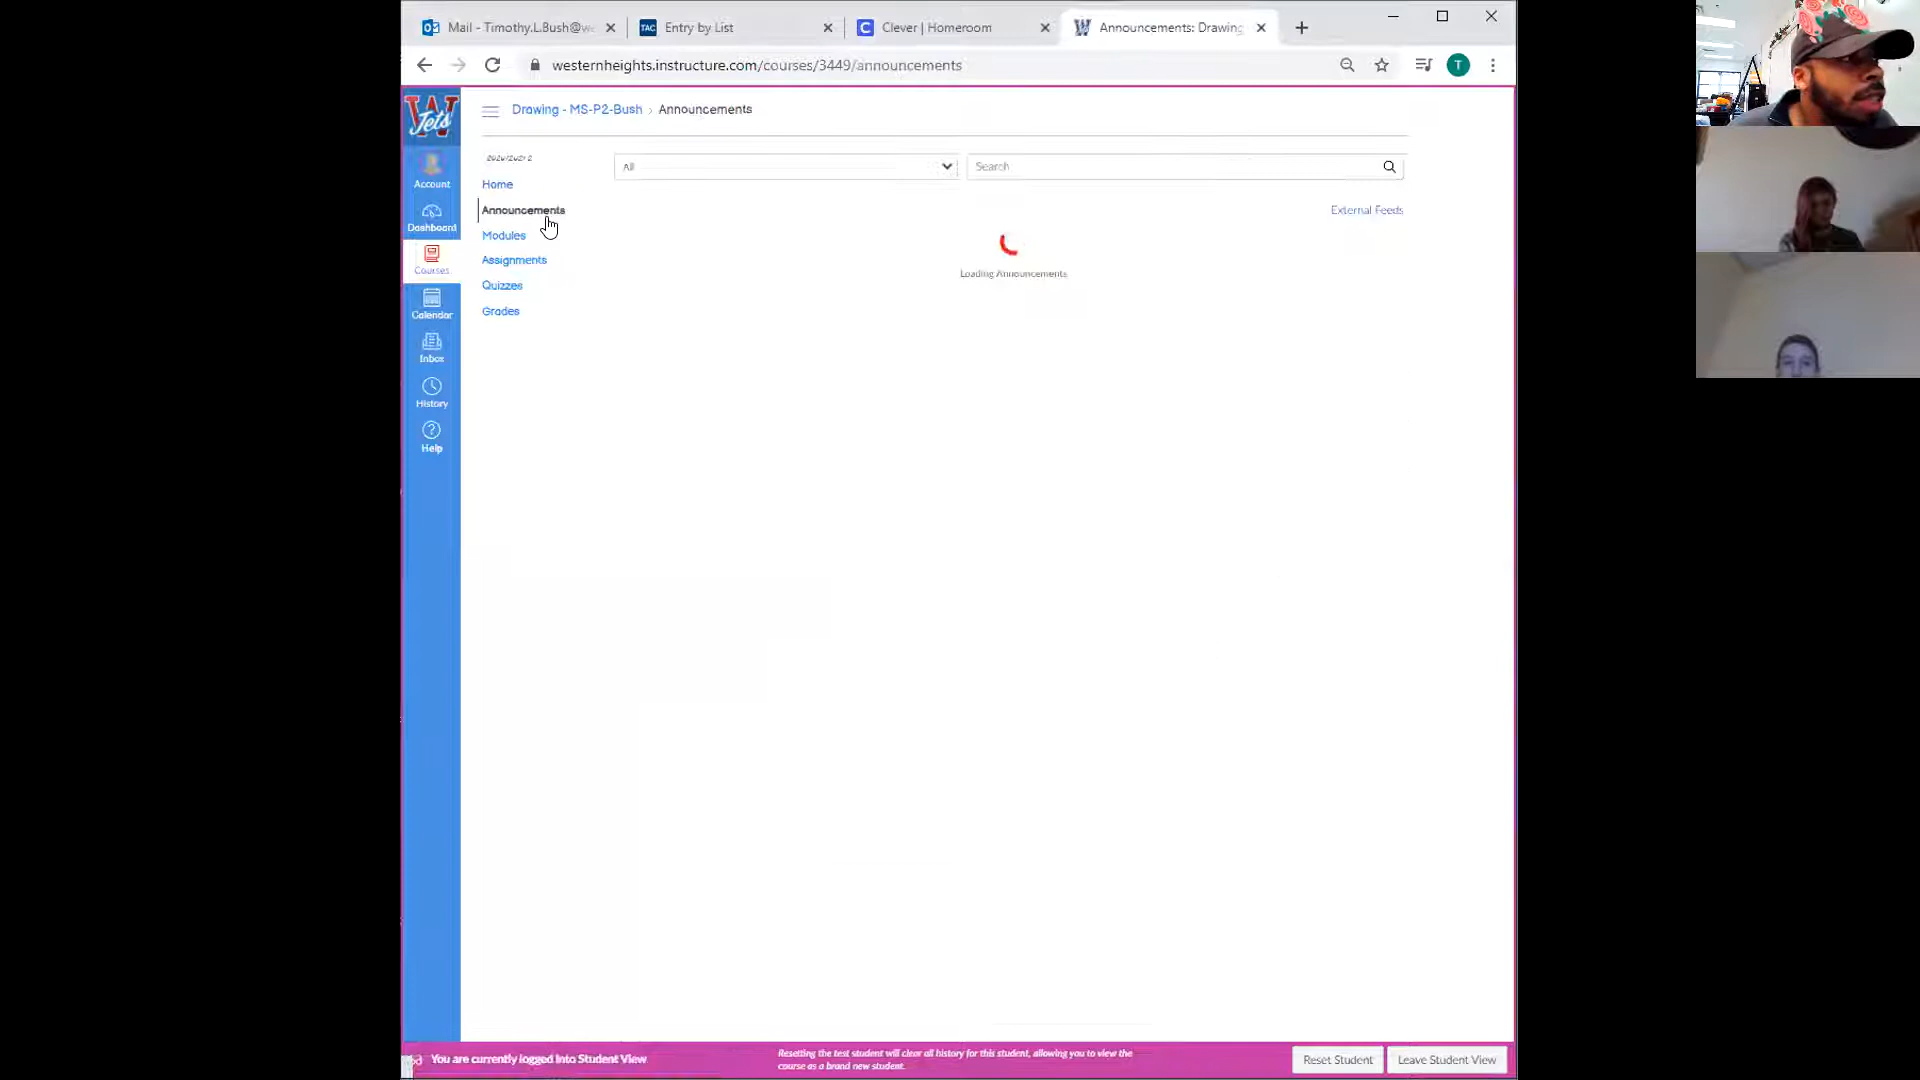 Mail - Timothy.L.Bush@we
TAC
Entry by List
Clever | Homeroom
Announcements: Drawing
westernheights.instructure.com/courses/3449/announcements
T
W Jets
Drawing - MS-P2-Bush > Announcements
All
Search
Home
Account
Announcements
External Feeds
Dashboard
Modules
Assignments
Courses
Loading Announcements
Quizzes
Calendar
Grades
Inbox
History
Help
You are currently logged into Student View
Resetting the test student will clear all history for this student, allowing you to view the
course as a brand new student.
Reset Student
Leave Student View